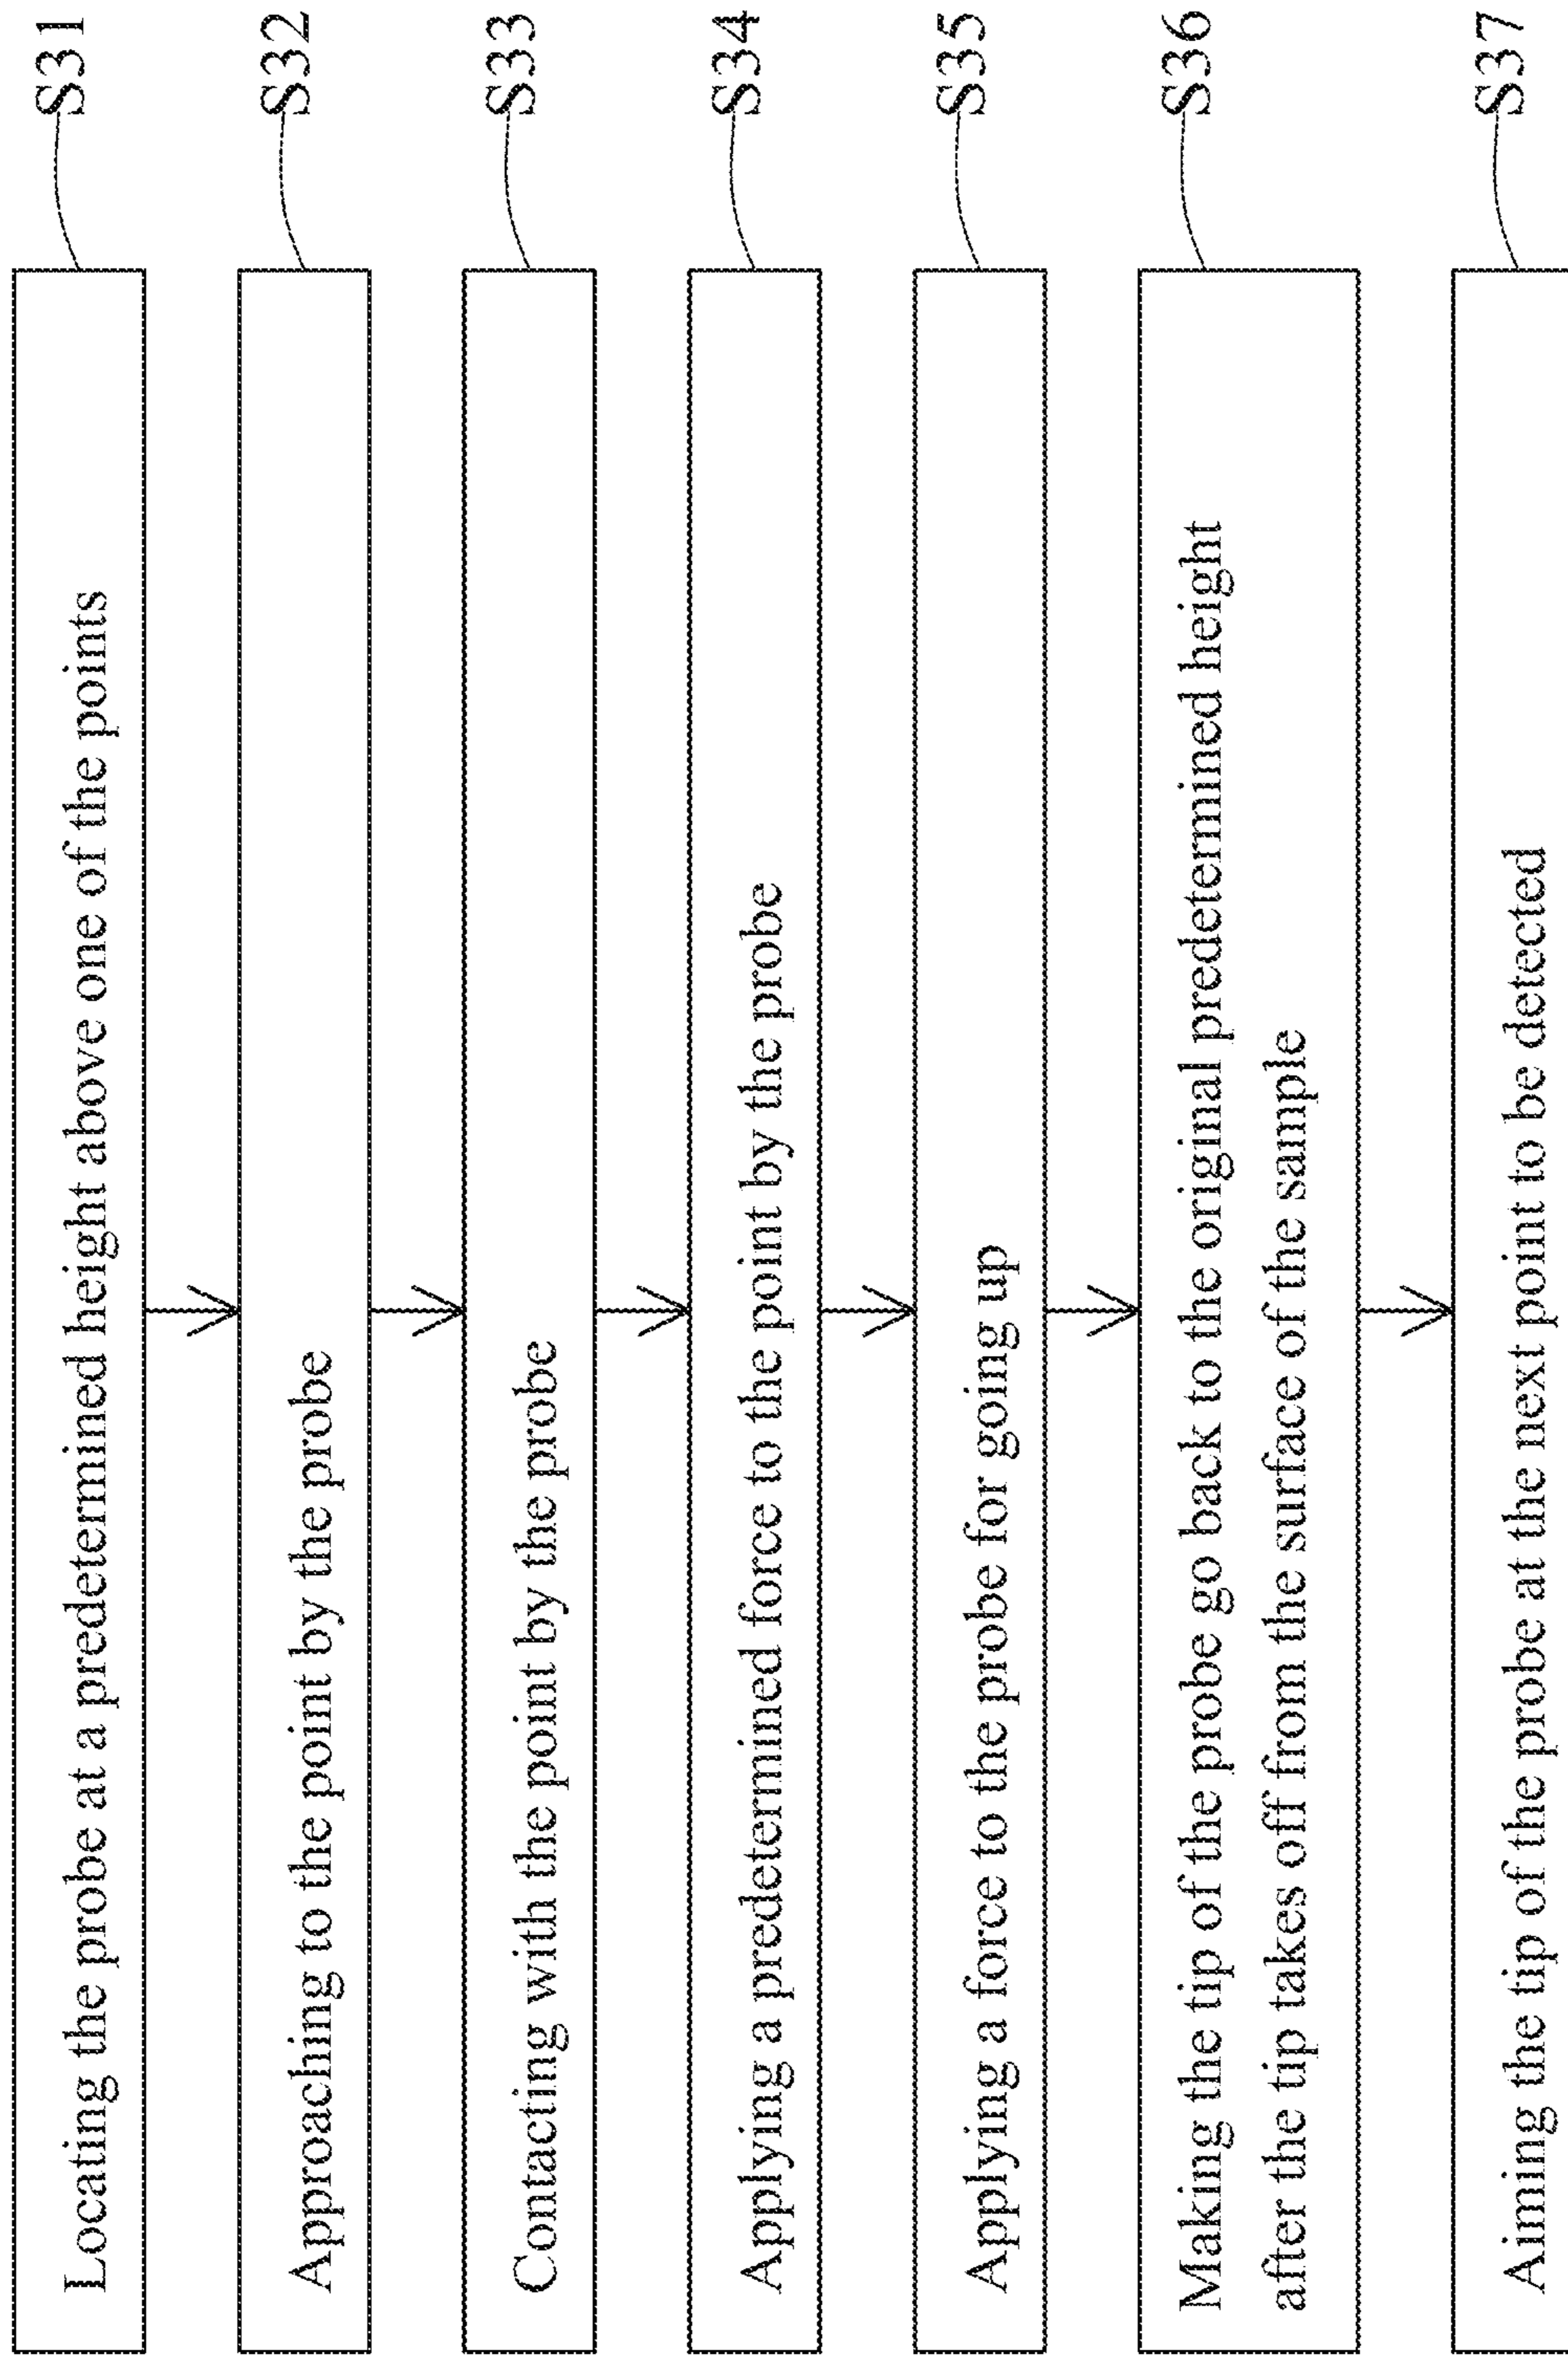 Locating the probe at a predetermined height above one of the points
S31
Approaching to the point by the probe
S32
Contacting with the point by the probe
S33
Applying a predetermined force to the point by the probe
S34
Applying a force to the probe for going up
S35
Making the tip of the probe go back to the original predetermined height
after the tip takes off from the surface of the sample
S36
Aiming the tip of the probe at the next point to be detected
S37